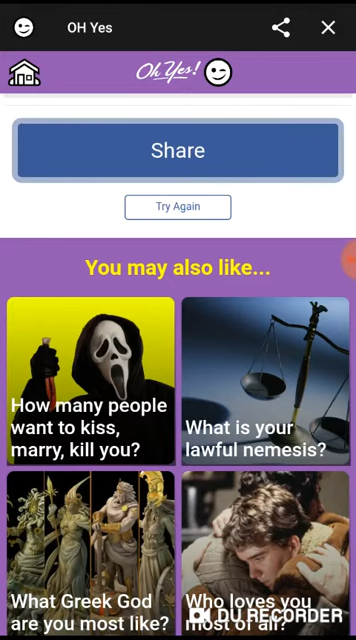 OH Yes
Oh Yes!
Share
Try Again
You may also like...
How many people
want to kiss,
marry, kill you?
What is your
lawful nemesis?
What Greek God
are you most like?
Who loves you
most of all?
DU RECORDER